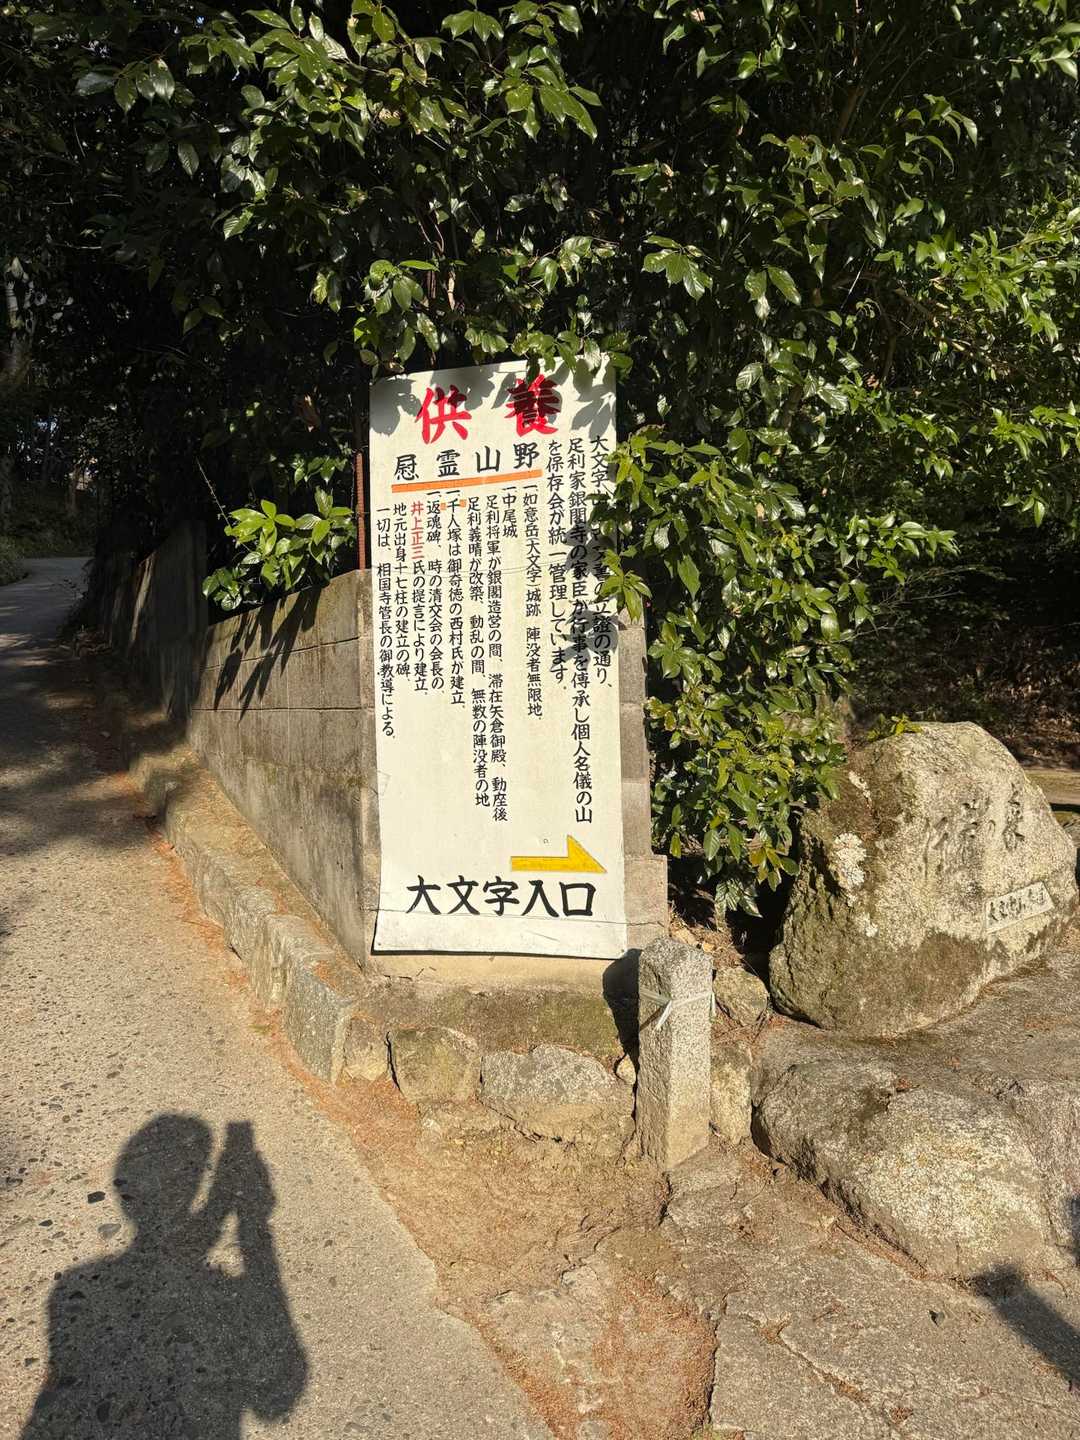 供養
慰霊山野
大文字
の立證の通り、
足利家銀閣寺の家臣が行事を傳承し個人名儀の山
を保存会が統一管理しています.
一如意岳(大文字)城跡 陣没者無限地.
一中尾城
足利将軍が銀閣造営の間、滞在矢倉御殿、動座後
足利義晴が改築、動乱の間、無数の陣没者の地
一千人塚は御奇徳の西村氏が建立.
一返魂碑、時の清交会の会長の、
井上正三氏の提言により建立.
地元出身十七柱の建立の碑、
一切は、相国寺管長の御教導による.
大文字入口